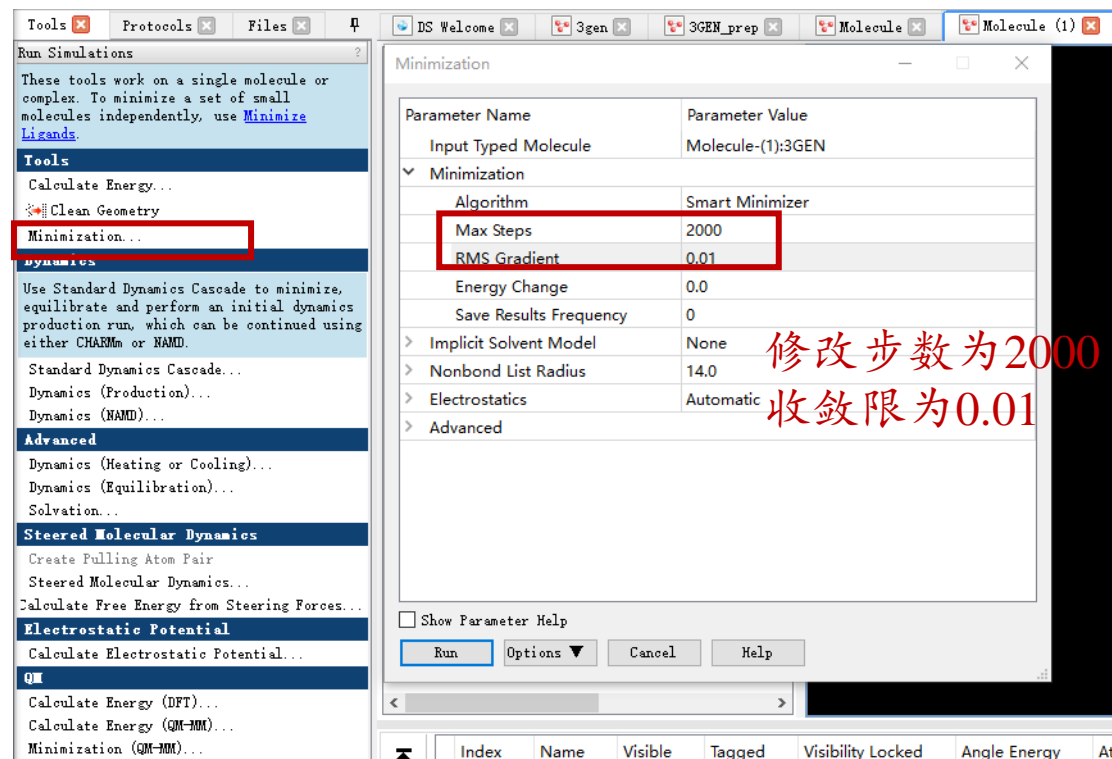 Tools Protocols Files
DS Welcome 3gen 3GEN_prep Molecule Molecule (1)
Run Simulations ?
These tools work on a single molecule or
complex. To minimize a set of small
molecules independently, use Minimize
Ligands.
Tools
Calculate Energy...
Clean Geometry
Minimization...
Dynamics
Use Standard Dynamics Cascade to minimize,
equilibrate and perform an initial dynamics
production run, which can be continued using
either CHARMm or NAMD.
Standard Dynamics Cascade...
Dynamics (Production)...
Dynamics (NAMD)...
Advanced
Dynamics (Heating or Cooling)...
Dynamics (Equilibration)...
Solvation...
Steered Molecular Dynamics
Create Pulling Atom Pair
Steered Molecular Dynamics...
Calculate Free Energy from Steering Forces...
Electrostatic Potential
Calculate Electrostatic Potential...
QM
Calculate Energy (DFT)...
Calculate Energy (QM-MM)...
Minimization (QM-MM)...
Minimization
Parameter Name Parameter Value
Input Typed Molecule Molecule-(1):3GEN
Minimization
Algorithm Smart Minimizer
Max Steps 2000
RMS Gradient 0.01
Energy Change 0.0
Save Results Frequency 0
Implicit Solvent Model None
Nonbond List Radius 14.0
Electrostatics Automatic
Advanced
修改步数为2000
收敛限为0.01
Show Parameter Help
Run Options Cancel Help
Index Name Visible Tagged Visibility Locked Angle Energy At